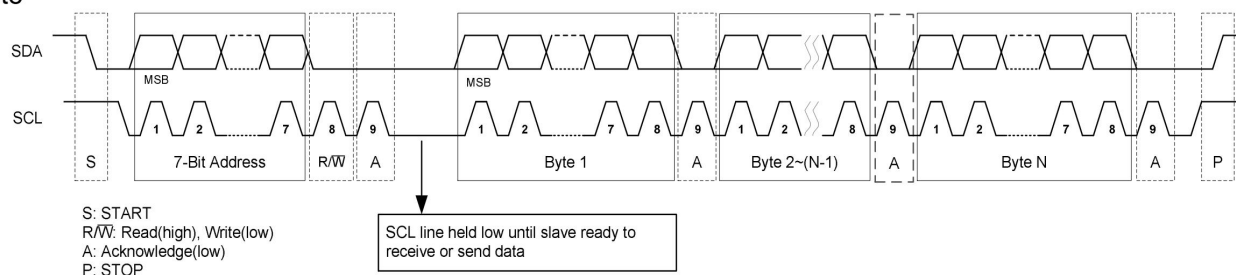 SDA
MSB
MSB
SCL
1 2 7 8 9 1 2 7 8 9 1 2 8 9 1 2 7 8 9
S 7-Bit Address R/W̅ A Byte 1 A Byte 2~(N-1) A Byte N A P
S: START
R/W̅: Read(high), Write(low)
A: Acknowledge(low)
P: STOP
SCL line held low until slave ready to
receive or send data